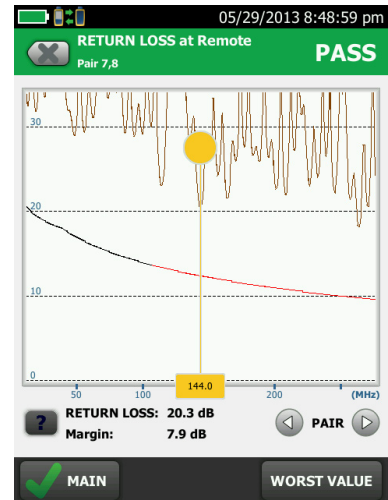 05/29/2013 8:48:59 pm
RETURN LOSS at Remote
Pair 7,8
PASS
30
20
10
0
144.0
50 100 200 (MHz)
? RETURN LOSS: 20.3 dB
Margin: 7.9 dB
PAIR
MAIN
WORST VALUE